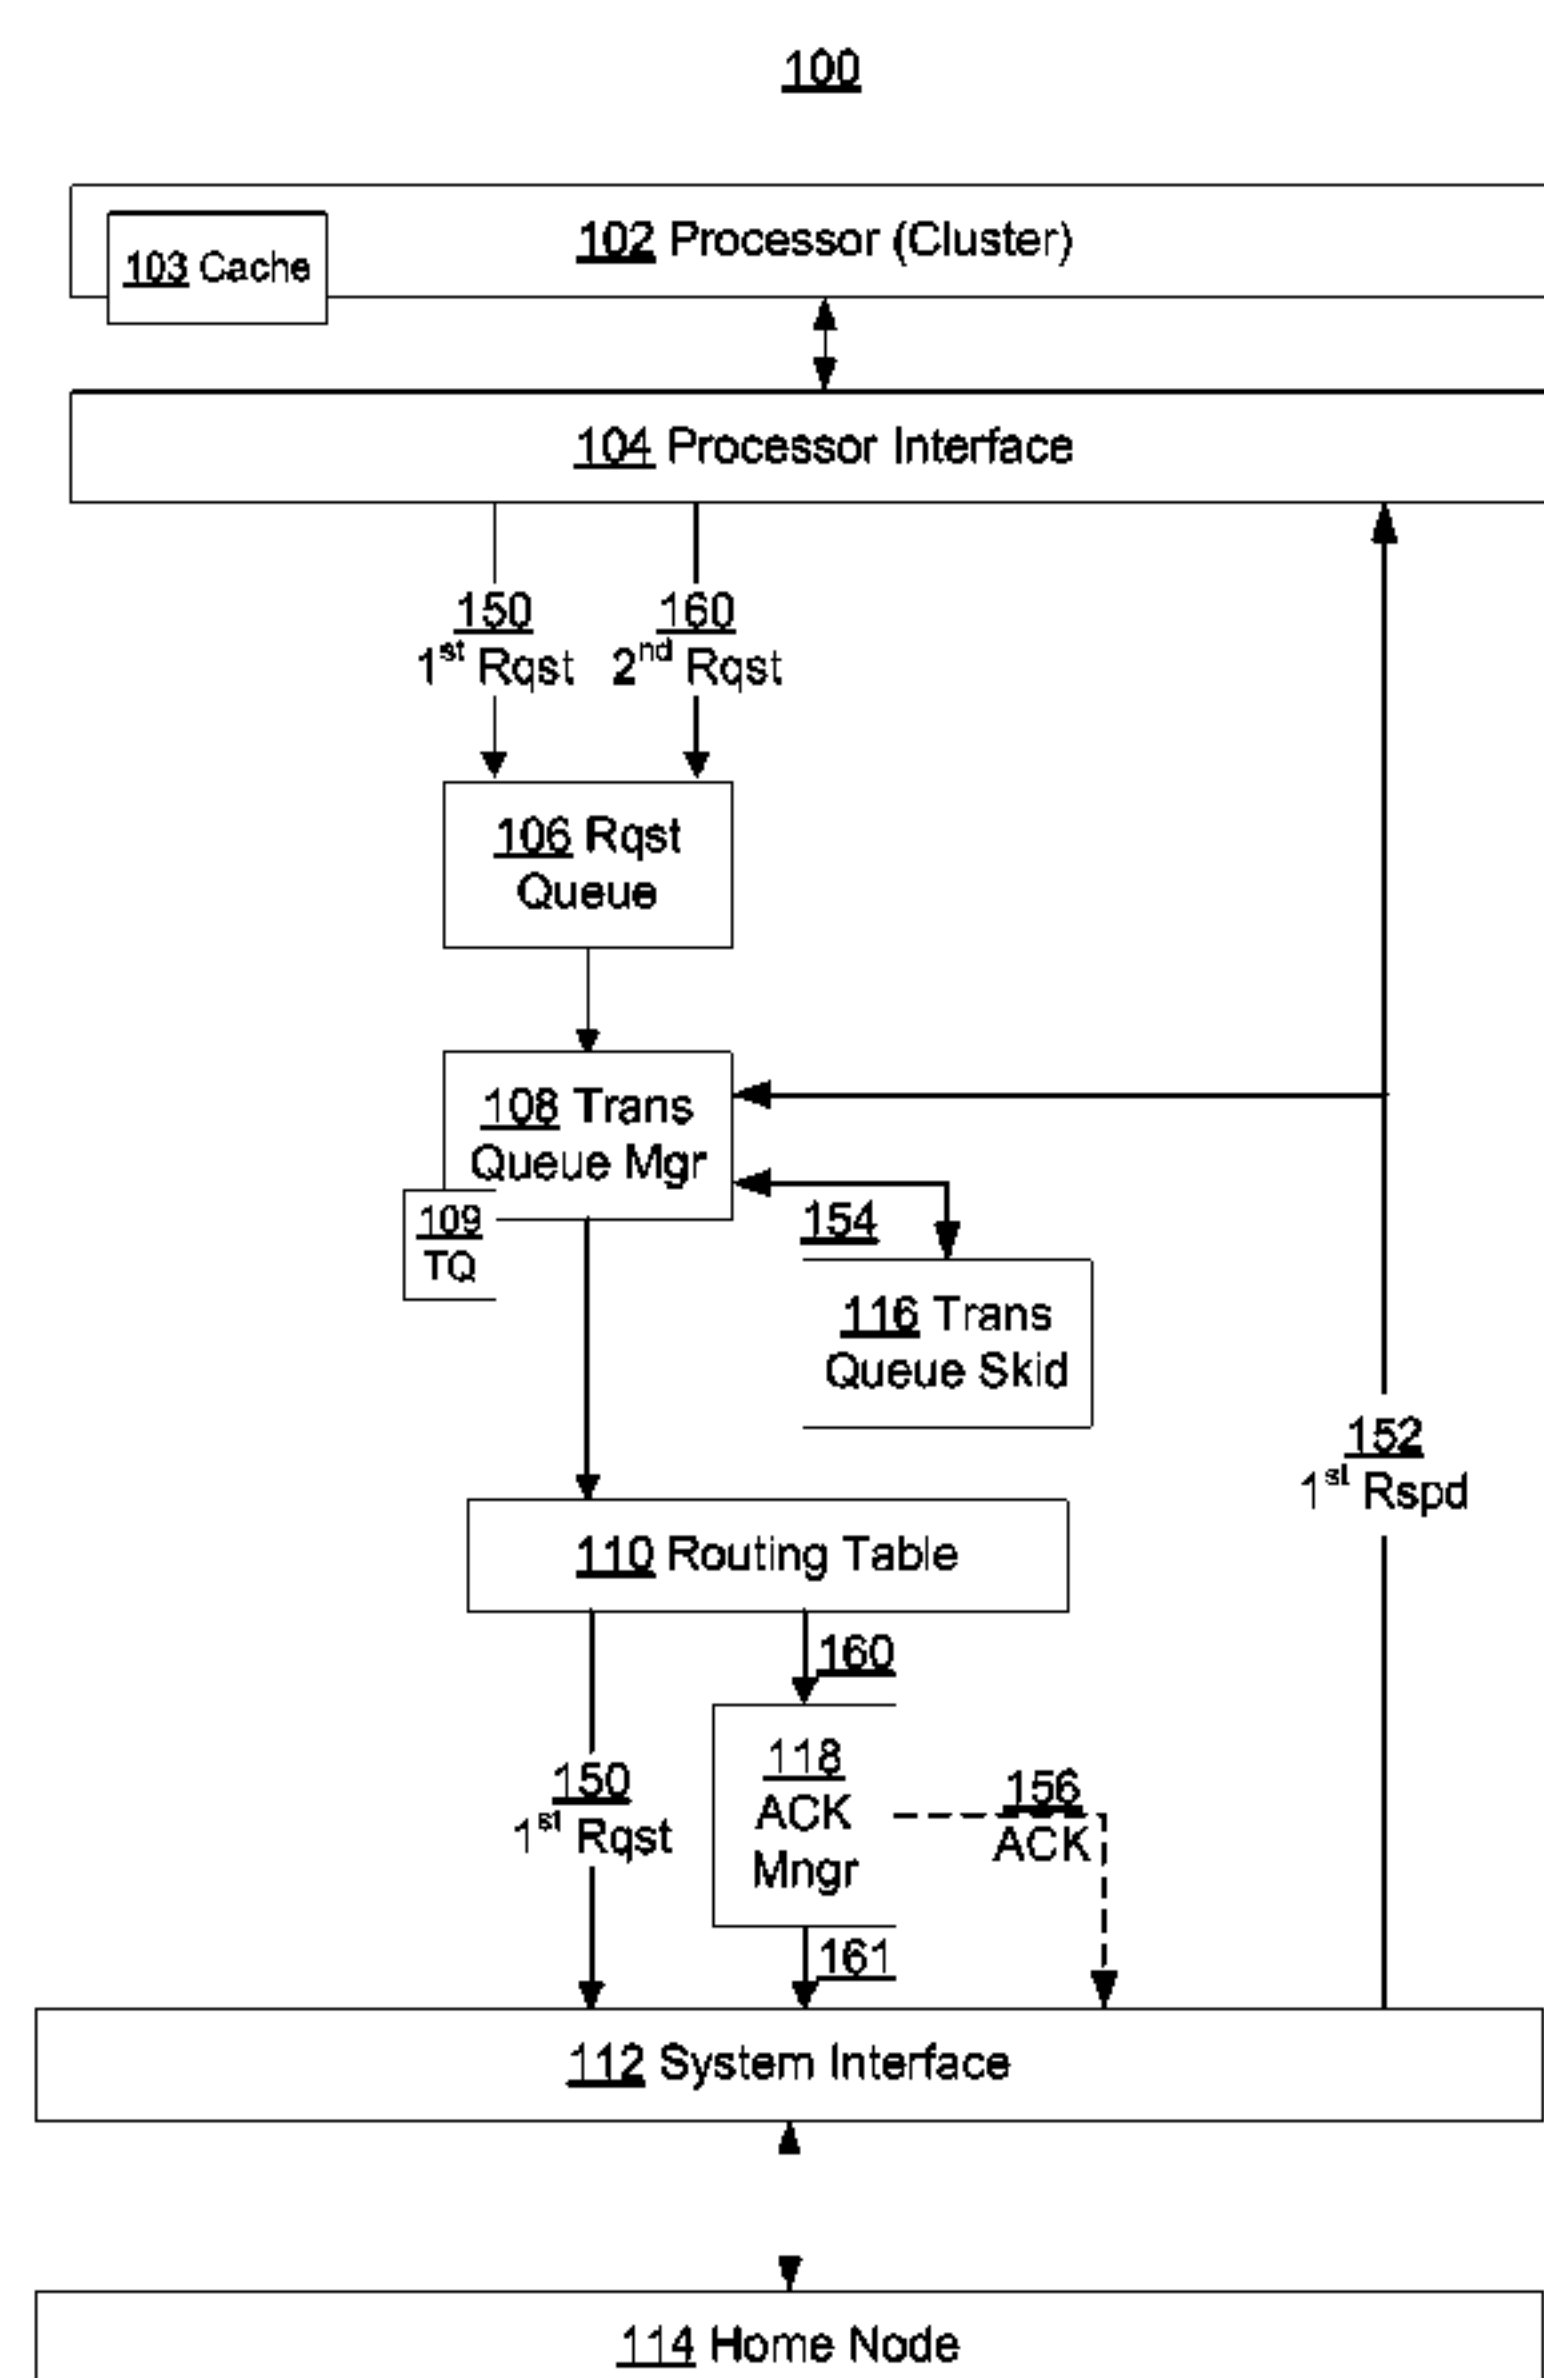 100
102 Processor (Cluster)
103 Cache
104 Processor Interface
150
1st Rqst
160
2nd Rqst
106 Rqst
Queue
108 Trans
Queue Mgr
109
TQ
154
116 Trans
Queue Skid
152
1st Rspd
110 Routing Table
160
150
1st Rqst
118
ACK
Mngr
156
ACK
161
112 System Interface
114 Home Node